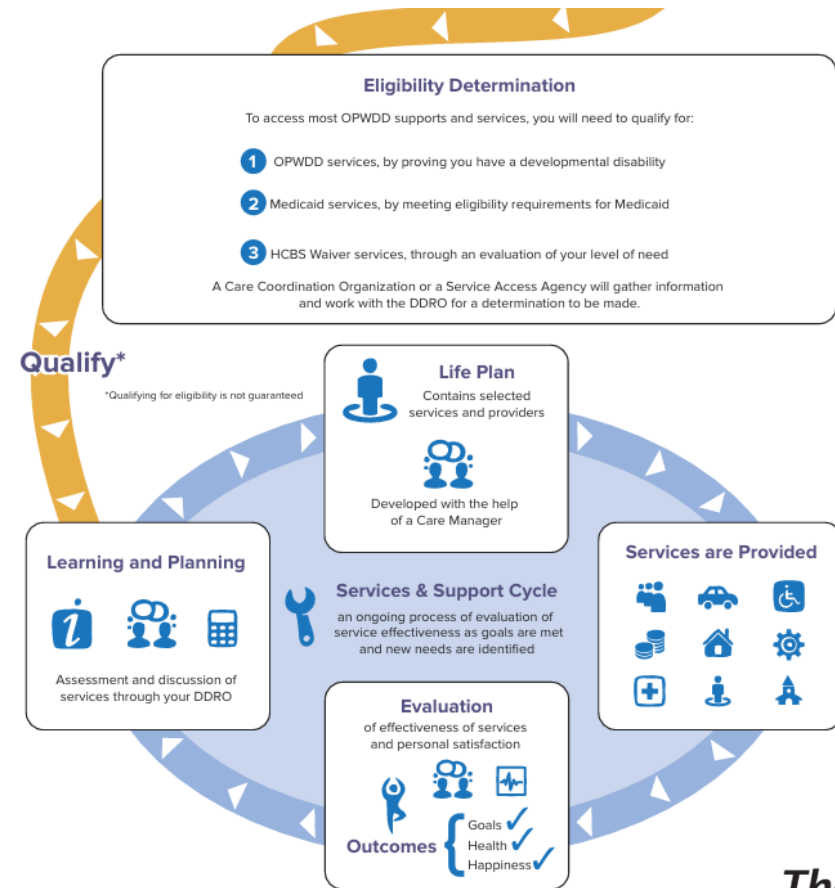 Eligibility Determination
To access most OPWDD supports and services, you will need to qualify for:
1 OPWDD services, by proving you have a developmental disability
2 Medicaid services, by meeting eligibility requirements for Medicaid
3 HCBS Waiver services, through an evaluation of your level of need
A Care Coordination Organization or a Service Access Agency will gather information
and work with the DDRO for a determination to be made.
Qualify*
*Qualifying for eligibility is not guaranteed
Life Plan
Contains selected
services and providers
Developed with the help
of a Care Manager
Learning and Planning
i
Assessment and discussion of
services through your DDRO
Services & Support Cycle
an ongoing process of evaluation of
service effectiveness as goals are met
and new needs are identified
Services are Provided
Evaluation
of effectiveness of services
and personal satisfaction
Outcomes
Goals
Health
Happiness
Th